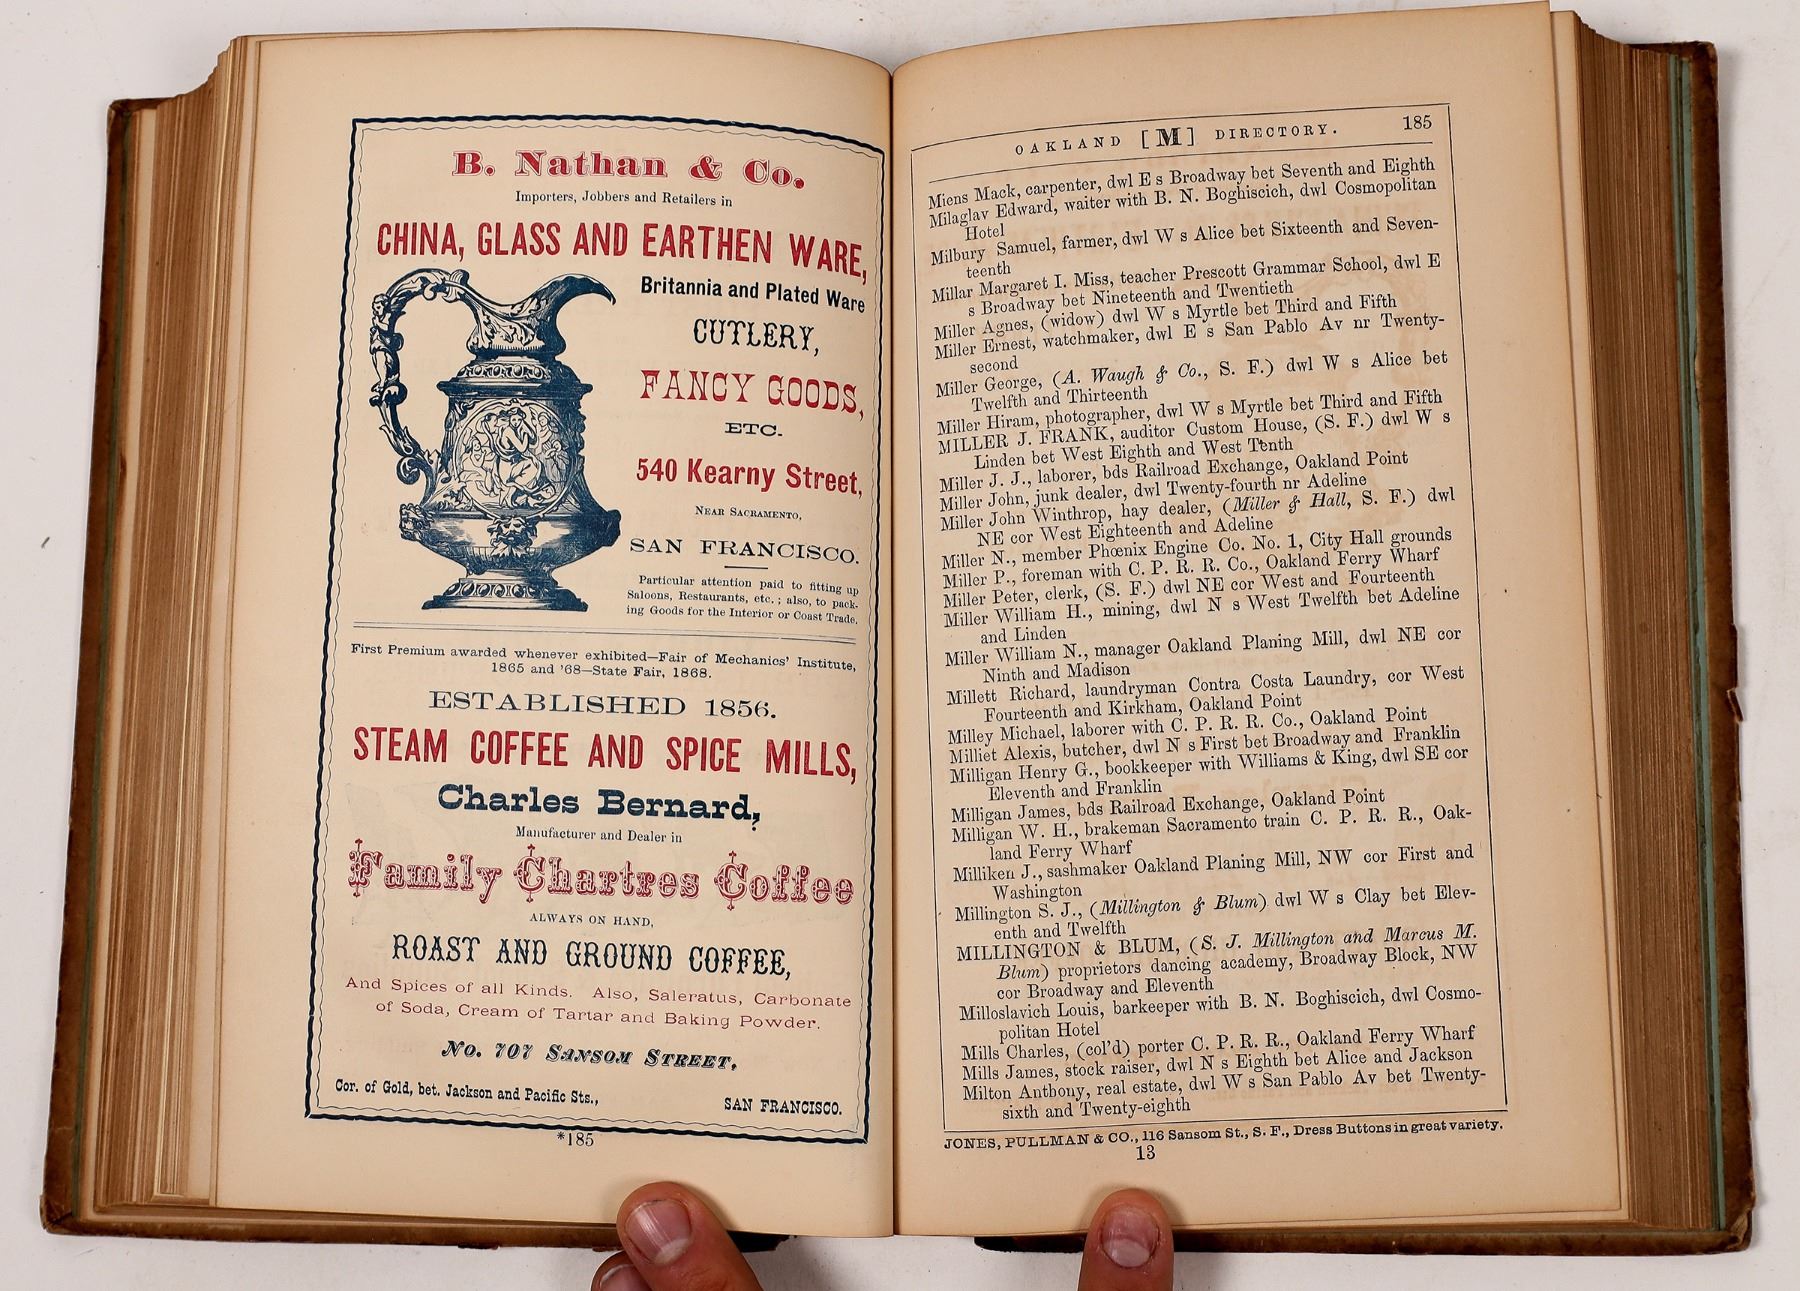 B. Nathan & Co.
Importers, Jobbers and Retailers in
CHINA, GLASS AND EARTHEN WARE,
Britannia and Plated Ware
CUTLERY,
FANCY GOODS,
ETC.
540 Kearny Street,
NEAR SACRAMENTO,
SAN FRANCISCO.
Particular attention paid to fitting up
Saloons, Restaurants, etc.; also, to pack-
ing Goods for the Interior or Coast Trade.
First Premium awarded whenever exhibited—Fair of Mechanics' Institute,
1865 and '68—State Fair, 1868.
ESTABLISHED 1856.
STEAM COFFEE AND SPICE MILLS,
Charles Bernard,
Manufacturer and Dealer in
Family Chartres Coffee
ALWAYS ON HAND,
ROAST AND GROUND COFFEE,
And Spices of all Kinds. Also, Saleratus, Carbonate
of Soda, Cream of Tartar and Baking Powder.
No. 707 SANSOM STREET,
Cor. of Gold, bet. Jackson and Pacific Sts.,
SAN FRANCISCO.
*185
OAKLAND [M] DIRECTORY. 185
Miens Mack, carpenter, dwl E s Broadway bet Seventh and Eighth
Milaglav Edward, waiter with B. N. Boghiscich, dwl Cosmopolitan
Hotel
Milbury Samuel, farmer, dwl W s Alice bet Sixteenth and Seven-
teenth
Millar Margaret I. Miss, teacher Prescott Grammar School, dwl E
s Broadway bet Nineteenth and Twentieth
Miller Agnes, (widow) dwl W s Myrtle bet Third and Fifth
Miller Ernest, watchmaker, dwl E s San Pablo Av nr Twenty-
second
Miller George, (A. Waugh & Co., S. F.) dwl W s Alice bet
Twelfth and Thirteenth
Miller Hiram, photographer, dwl W s Myrtle bet Third and Fifth
MILLER J. FRANK, auditor Custom House, (S. F.) dwl W s
Linden bet West Eighth and West Tenth
Miller J. J., laborer, bds Railroad Exchange, Oakland Point
Miller John, junk dealer, dwl Twenty-fourth nr Adeline
Miller John Winthrop, hay dealer, (Miller & Hall, S. F.) dwl
NE cor West Eighteenth and Adeline
Miller N., member Phœnix Engine Co. No. 1, City Hall grounds
Miller P., foreman with C. P. R. R. Co., Oakland Ferry Wharf
Miller Peter, clerk, (S. F.) dwl NE cor West and Fourteenth
Miller William H., mining, dwl N s West Twelfth bet Adeline
and Linden
Miller William N., manager Oakland Planing Mill, dwl NE cor
Ninth and Madison
Millett Richard, laundryman Contra Costa Laundry, cor West
Fourteenth and Kirkham, Oakland Point
Milley Michael, laborer with C. P. R. R. Co., Oakland Point
Milliet Alexis, butcher, dwl N s First bet Broadway and Franklin
Milligan Henry G., bookkeeper with Williams & King, dwl SE cor
Eleventh and Franklin
Milligan James, bds Railroad Exchange, Oakland Point
Milligan W. H., brakeman Sacramento train C. P. R. R., Oak-
land Ferry Wharf
Milliken J., sashmaker Oakland Planing Mill, NW cor First and
Washington
Millington S. J., (Millington & Blum) dwl W s Clay bet Elev-
enth and Twelfth
MILLINGTON & BLUM, (S. J. Millington and Marcus M.
Blum) proprietors dancing academy, Broadway Block, NW
cor Broadway and Eleventh
Milloslavich Louis, barkeeper with B. N. Boghiscich, dwl Cosmo-
politan Hotel
Mills Charles, (col'd) porter C. P. R. R., Oakland Ferry Wharf
Mills James, stock raiser, dwl N s Eighth bet Alice and Jackson
Milton Anthony, real estate, dwl W s San Pablo Av bet Twenty-
sixth and Twenty-eighth
JONES, PULLMAN & CO., 116 Sansom St., S. F., Dress Buttons in great variety.
13